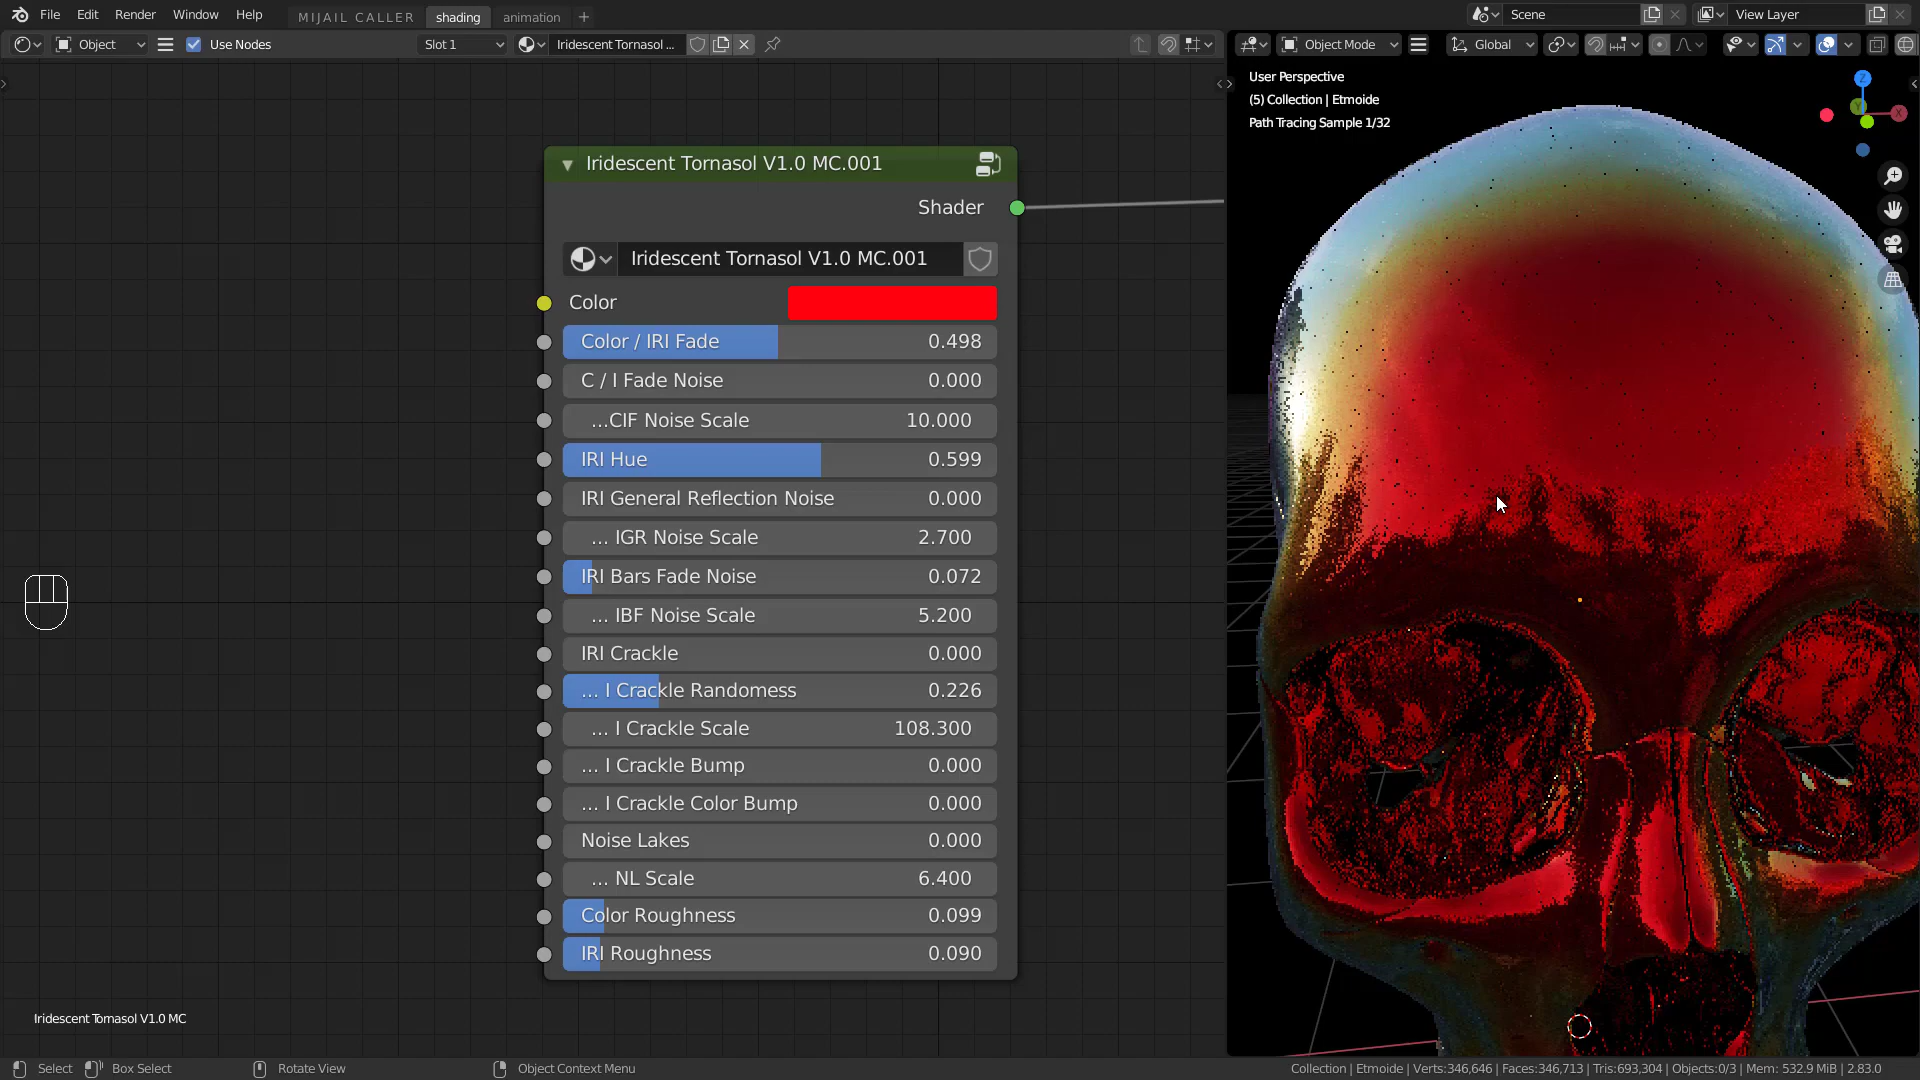 File Edit Render Window Help MIJAIL CALLER shading animation Scene View Layer
Object Use Nodes Slot 1 Iridescent Tornasol ... Object Mode Global
User Perspective
(5) Collection | Etmoide
Path Tracing Sample 1/32
Z
Y
X
Iridescent Tornasol V1.0 MC.001
Shader
Iridescent Tornasol V1.0 MC.001
Color
Color / IRI Fade 0.498
C / I Fade Noise 0.000
...CIF Noise Scale 10.000
IRI Hue 0.599
IRI General Reflection Noise 0.000
... IGR Noise Scale 2.700
IRI Bars Fade Noise 0.072
... IBF Noise Scale 5.200
IRI Crackle 0.000
... I Crackle Randomess 0.226
... I Crackle Scale 108.300
... I Crackle Bump 0.000
... I Crackle Color Bump 0.000
Noise Lakes 0.000
... NL Scale 6.400
Color Roughness 0.099
IRI Roughness 0.090
Iridescent Tornasol V1.0 MC
Select Box Select Rotate View Object Context Menu Collection | Etmoide | Verts:346,646 | Faces:346,713 | Tris:693,304 | Objects:0/3 | Mem: 532.9 MiB | 2.83.0